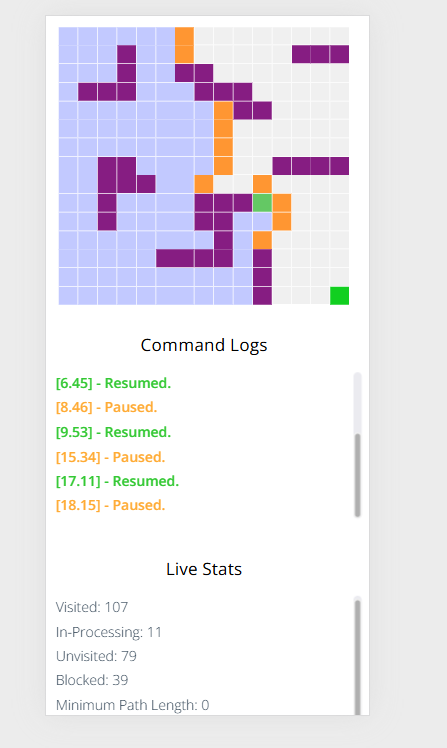 Command Logs
[6.45] - Resumed.
[8.46] - Paused.
[9.53] - Resumed.
[15.34] - Paused.
[17.11] - Resumed.
[18.15] - Paused.
Live Stats
Visited: 107
In-Processing: 11
Unvisited: 79
Blocked: 39
Minimum Path Length: 0